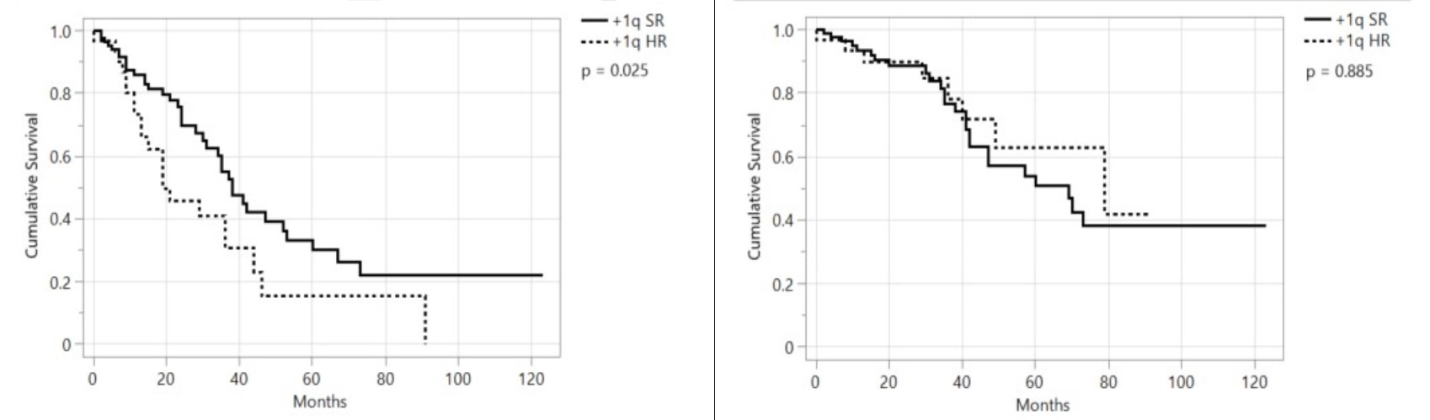 +1q SR
+1q HR
p = 0.025
Cumulative Survival
1.0
0.8
0.6
0.4
0.2
0
0 20 40 60 80 100 120
Months
+1q SR
+1q HR
p = 0.885
Cumulative Survival
1.0
0.8
0.6
0.4
0.2
0
0 20 40 60 80 100 120
Months